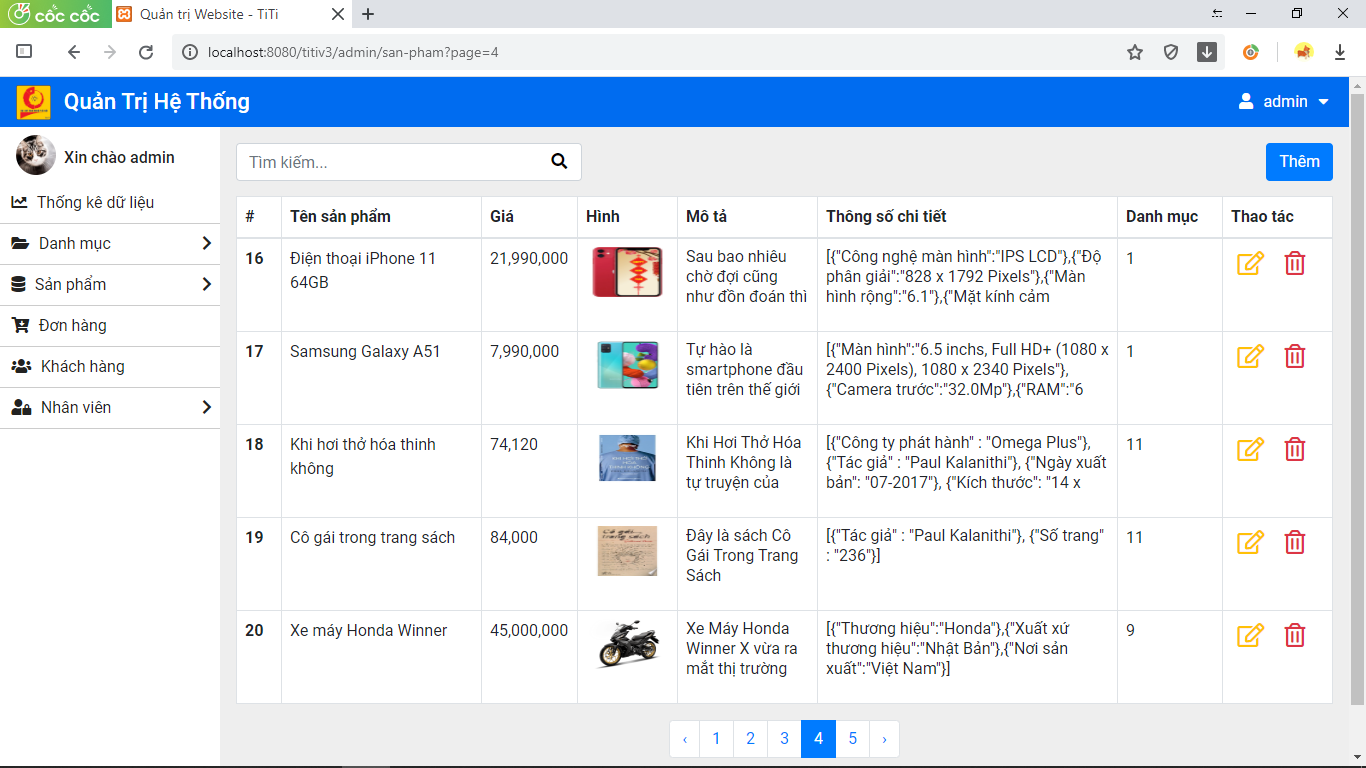 cốc cốc
Quản trị Website - TiTi
localhost:8080/titiv3/admin/san-pham?page=4
Quản Trị Hệ Thống
admin
Xin chào admin
Thống kê dữ liệu
Danh mục
Sản phẩm
Đơn hàng
Khách hàng
Nhân viên
Tìm kiếm...
Thêm
# Tên sản phẩm Giá Hình Mô tả Thông số chi tiết Danh mục Thao tác
16
Điện thoại iPhone 11
64GB
21,990,000
Sau bao nhiêu
chờ đợi cũng
như đồn đoán thì
[{"Công nghệ màn hình":"IPS LCD"},{"Độ
phân giải":"828 x 1792 Pixels"},{"Màn
hình rộng":"6.1"},{"Mặt kính cảm
1
17
Samsung Galaxy A51
7,990,000
Tự hào là
smartphone đầu
tiên trên thế giới
[{"Màn hình":"6.5 inchs, Full HD+ (1080 x
2400 Pixels), 1080 x 2340 Pixels"},
{"Camera trước":"32.0Mp"},{"RAM":"6
1
18
Khi hơi thở hóa thinh
không
74,120
KHI HƠI THỞ
HÓA
THINH KHÔNG
Khi Hơi Thở Hóa
Thinh Không là
tự truyện của
[{"Công ty phát hành" : "Omega Plus"},
{"Tác giả" : "Paul Kalanithi"}, {"Ngày xuất
bản": "07-2017"}, {"Kích thước": "14 x
11
19
Cô gái trong trang sách
84,000
Cô gái
trong trang
sách
Đây là sách Cô
Gái Trong Trang
Sách
[{"Tác giả" : "Paul Kalanithi"}, {"Số trang"
: "236"}]
11
20
Xe máy Honda Winner
45,000,000
Xe Máy Honda
Winner X vừa ra
mắt thị trường
[{"Thương hiệu":"Honda"},{"Xuất xứ
thương hiệu":"Nhật Bản"},{"Nơi sản
xuất":"Việt Nam"}]
9
‹ 1 2 3 4 5 ›